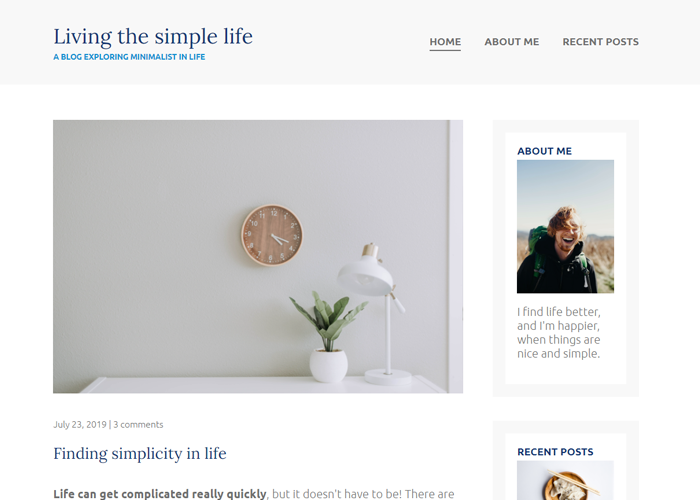 Living the simple life
A BLOG EXPLORING MINIMALIST IN LIFE
HOME ABOUT ME RECENT POSTS
July 23, 2019 | 3 comments
Finding simplicity in life
Life can get complicated really quickly, but it doesn't have to be! There are
ABOUT ME
I find life better,
and I'm happier,
when things are
nice and simple.
RECENT POSTS